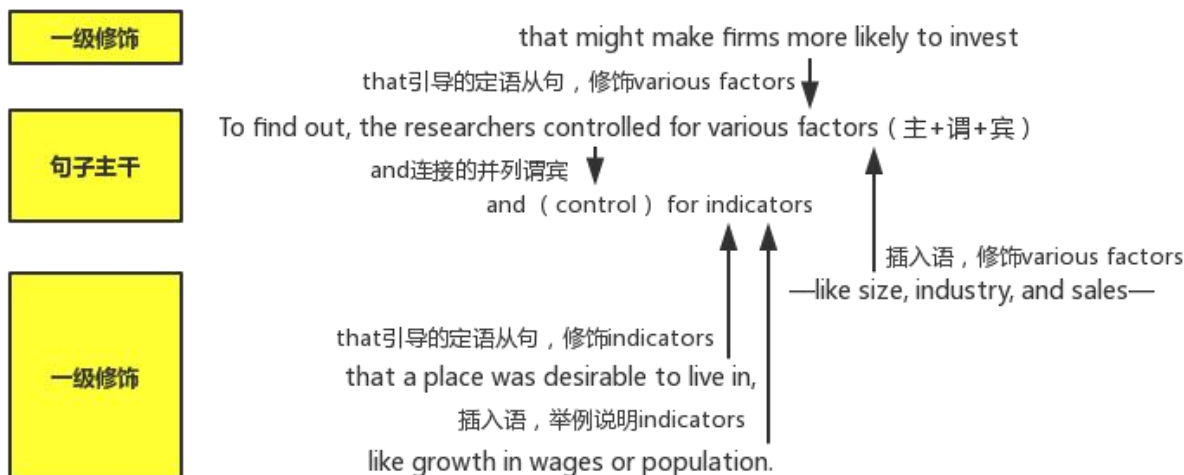 一级修饰
that might make firms more likely to invest
that引导的定语从句，修饰various factors
To find out, the researchers controlled for various factors（主+谓+宾）
句子主干
and连接的并列谓宾
and （control） for indicators
插入语，修饰various factors
—like size, industry, and sales—
that引导的定语从句，修饰indicators
一级修饰
that a place was desirable to live in,
插入语，举例说明indicators
like growth in wages or population.